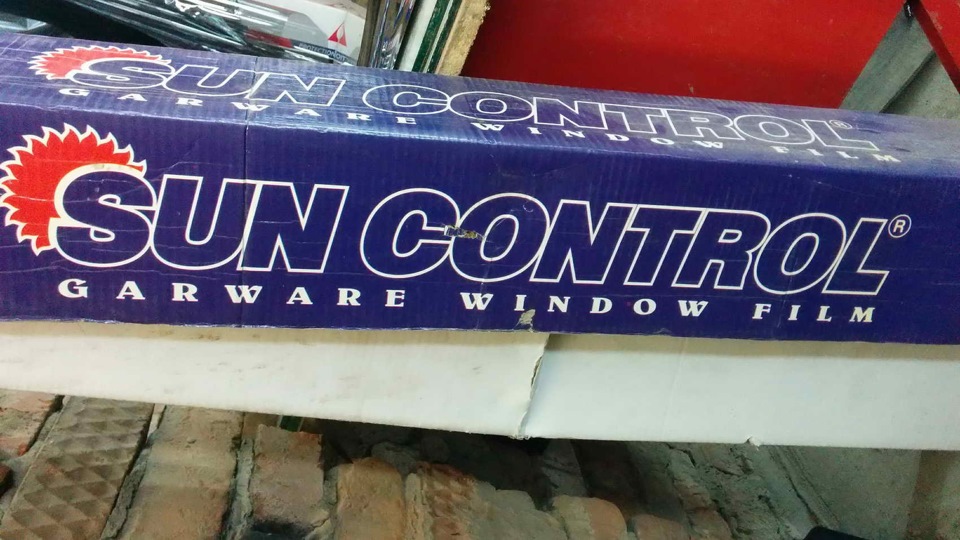 SUN CONTROL®
GARWARE WINDOW FILM
SUN CONTROL®
GARWARE WINDOW FILM